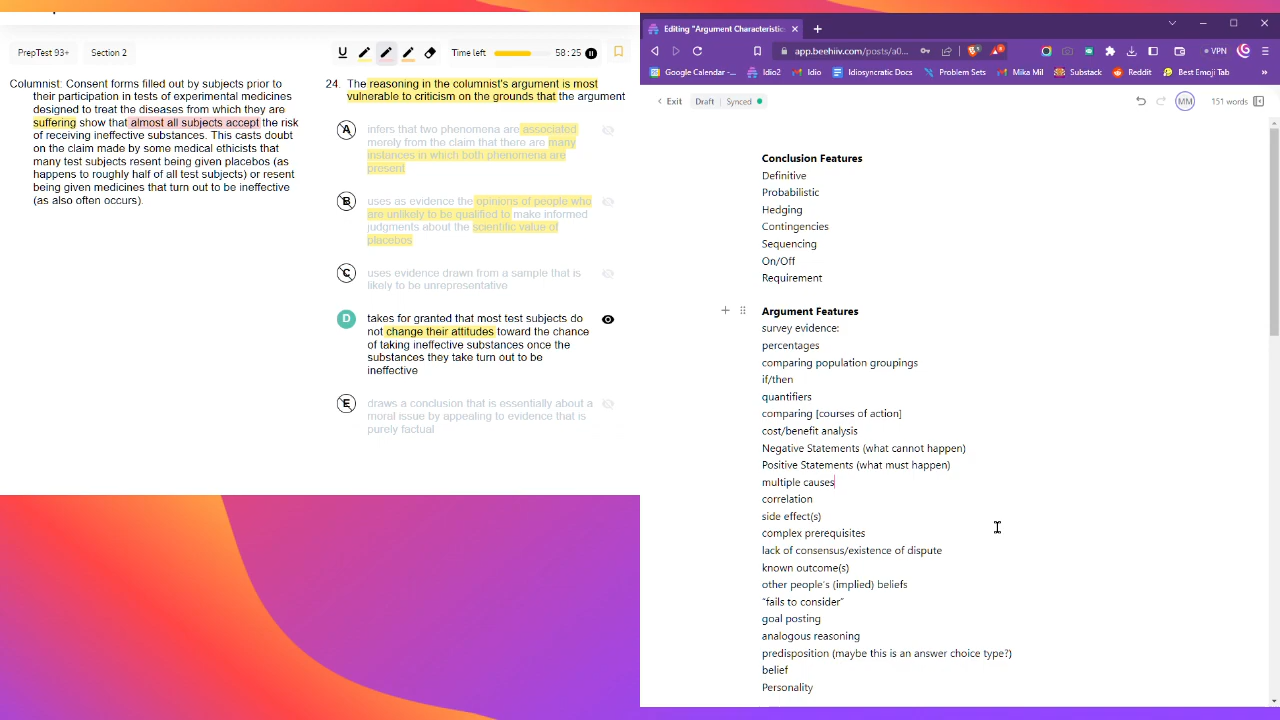 PrepTest 93+
Section 2
U
Time left
58:25
Columnist: Consent forms filled out by subjects prior to
their participation in tests of experimental medicines
designed to treat the diseases from which they are
suffering show that almost all subjects accept the risk
of receiving ineffective substances. This casts doubt
on the claim made by some medical ethicists that
many test subjects resent being given placebos (as
happens to roughly half of all test subjects) or resent
being given medicines that turn out to be ineffective
(as also often occurs).
24. The reasoning in the columnist's argument is most
vulnerable to criticism on the grounds that the argument
A
infers that two phenomena are associated
merely from the claim that there are many
instances in which both phenomena are
present
B
uses as evidence the opinions of people who
are unlikely to be qualified to make informed
judgments about the scientific value of
placebos
C
uses evidence drawn from a sample that is
likely to be unrepresentative
D
takes for granted that most test subjects do
not change their attitudes toward the chance
of taking ineffective substances once the
substances they take turn out to be
ineffective
E
draws a conclusion that is essentially about a
moral issue by appealing to evidence that is
purely factual
Editing "Argument Characteristic
app.beehiiv.com/posts/a0...
VPN
Google Calendar -...
Idio2
Idio
Idiosyncratic Docs
Problem Sets
Mika Mil
Substack
Reddit
Best Emoji Tab
»
Exit
Draft
Synced
MM
151 words
Conclusion Features
Definitive
Probabilistic
Hedging
Contingencies
Sequencing
On/Off
Requirement
Argument Features
survey evidence:
percentages
comparing population groupings
if/then
quantifiers
comparing [courses of action]
cost/benefit analysis
Negative Statements (what cannot happen)
Positive Statements (what must happen)
multiple causes
correlation
side effect(s)
complex prerequisites
lack of consensus/existence of dispute
known outcome(s)
other people's (implied) beliefs
"fails to consider"
goal posting
analogous reasoning
predisposition (maybe this is an answer choice type?)
belief
Personality